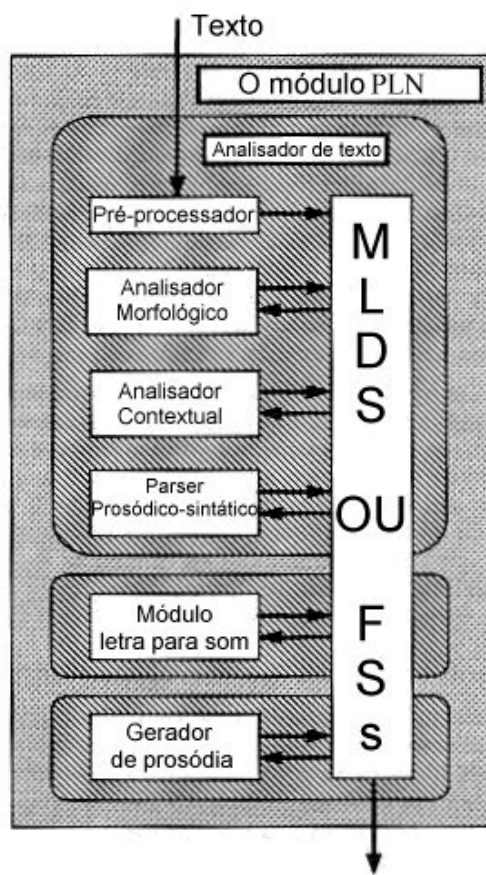 Texto
O módulo PLN
Analisador de texto
Pré-processador
Analisador
Morfológico
Analisador
Contextual
Parser
Prosódico-sintático
Módulo
letra para som
Gerador
de prosódia
M
L
D
S
OU
F
S
s